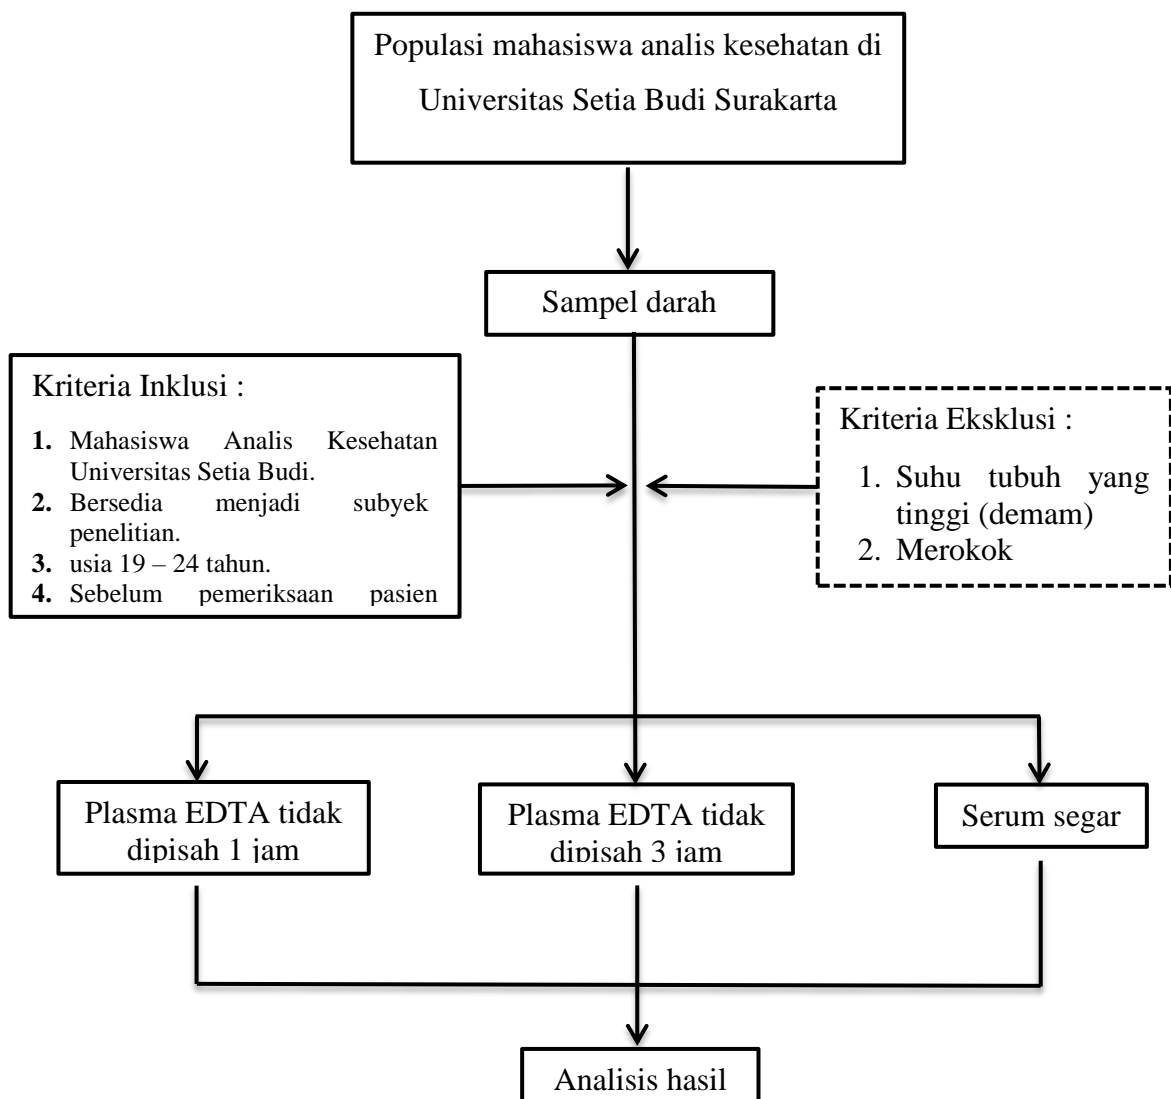 Populasi mahasiswa analis kesehatan di
Universitas Setia Budi Surakarta
Sampel darah
Kriteria Inklusi :
1. Mahasiswa Analis Kesehatan
Universitas Setia Budi.
2. Bersedia menjadi subyek
penelitian.
3. usia 19 – 24 tahun.
4. Sebelum pemeriksaan pasien
Kriteria Eksklusi :
1. Suhu tubuh yang
tinggi (demam)
2. Merokok
Plasma EDTA tidak
dipisah 1 jam
Plasma EDTA tidak
dipisah 3 jam
Serum segar
Analisis hasil